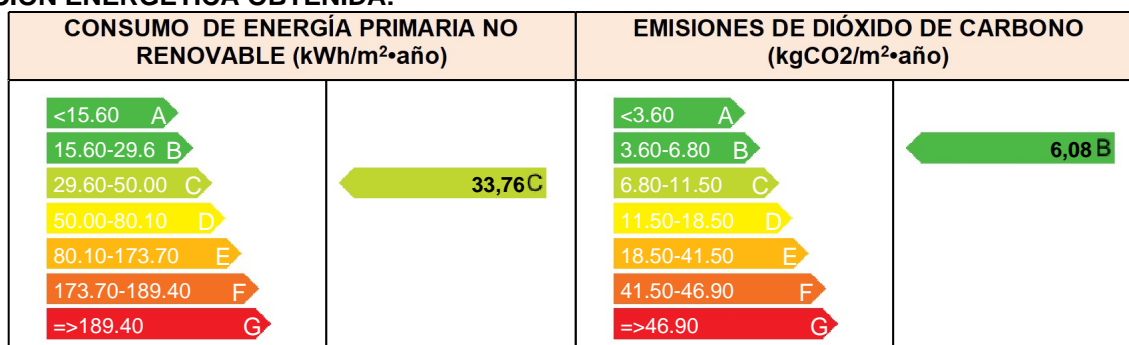 ENERGÉTICA OBTENIDA:
CONSUMO DE ENERGÍA PRIMARIA NO
RENOVABLE (kWh/m²•año)
EMISIONES DE DIÓXIDO DE CARBONO
(kgCO2/m²•año)
<15.60 A
15.60-29.6 B
29.60-50.00 C
50.00-80.10 D
80.10-173.70 E
173.70-189.40 F
=>189.40 G
33,76 C
<3.60 A
3.60-6.80 B
6.80-11.50 C
11.50-18.50 D
18.50-41.50 E
41.50-46.90 F
=>46.90 G
6,08 B